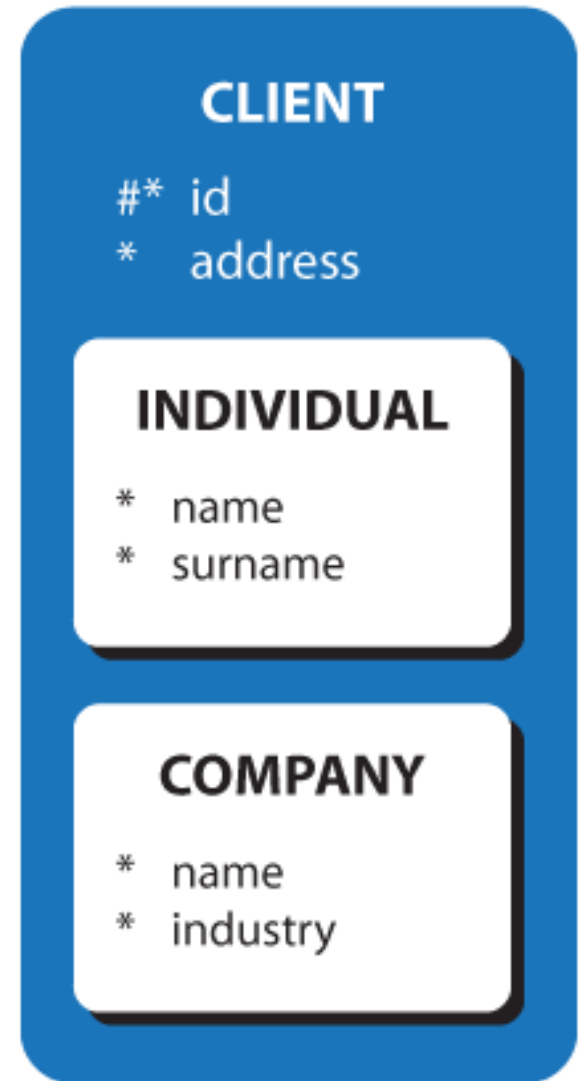 CLIENT
#* id
* address
INDIVIDUAL
* name
* surname
COMPANY
* name
* industry